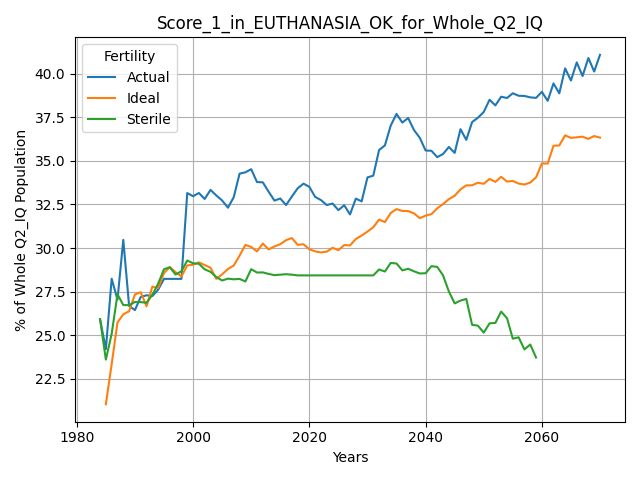 Score_1_in_EUTHANASIA_OK_for_Whole_Q2_IQ
Fertility
Actual
Ideal
Sterile
% of Whole Q2_IQ Population
40.0
37.5
35.0
32.5
30.0
27.5
25.0
22.5
1980
2000
2020
2040
2060
Years